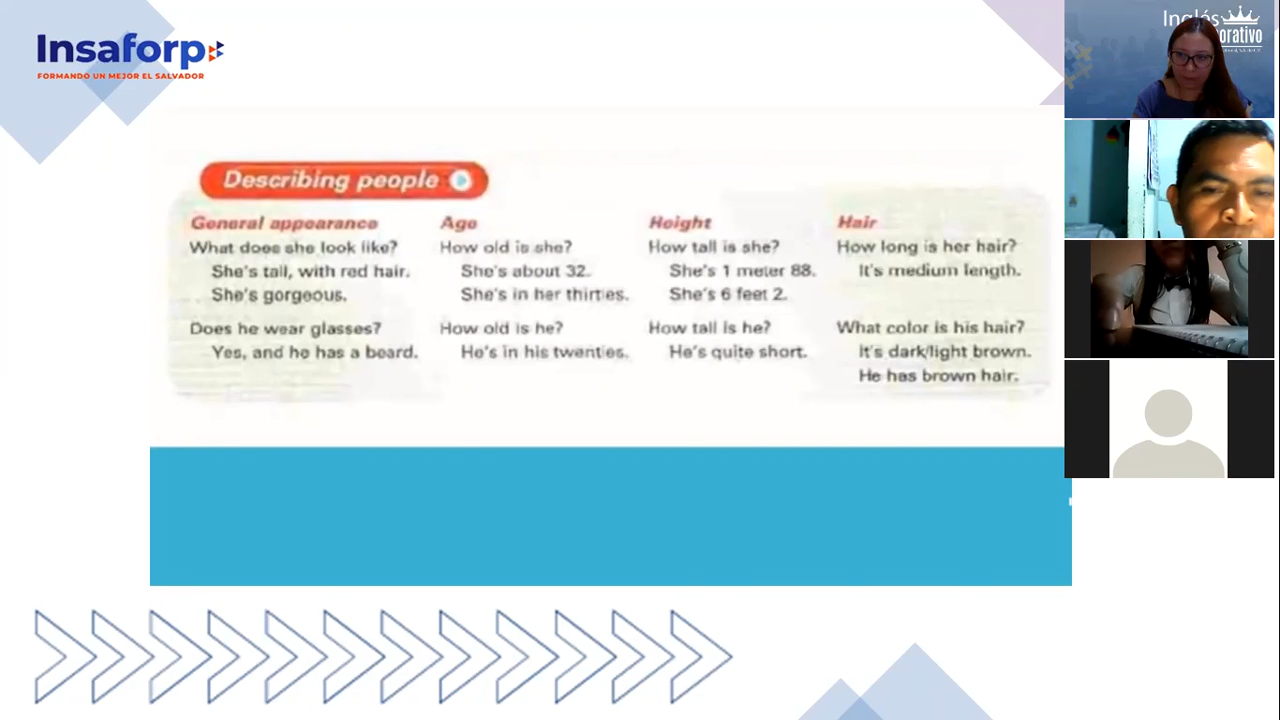 Insaforp
FORMANDO UN MEJOR EL SALVADOR
Describing people
General appearance
What does she look like?
She's tall, with red hair.
She's gorgeous.
Does he wear glasses?
Yes, and he has a beard.
Age
How old is she?
She's about 32.
She's in her thirties.
How old is he?
He's in his twenties.
Height
How tall is she?
She's 1 meter 88.
She's 6 feet 2.
How tall is he?
He's quite short.
Hair
How long is her hair?
It's medium length.
What color is his hair?
It's dark/light brown.
He has brown hair.
Inglés
orativo